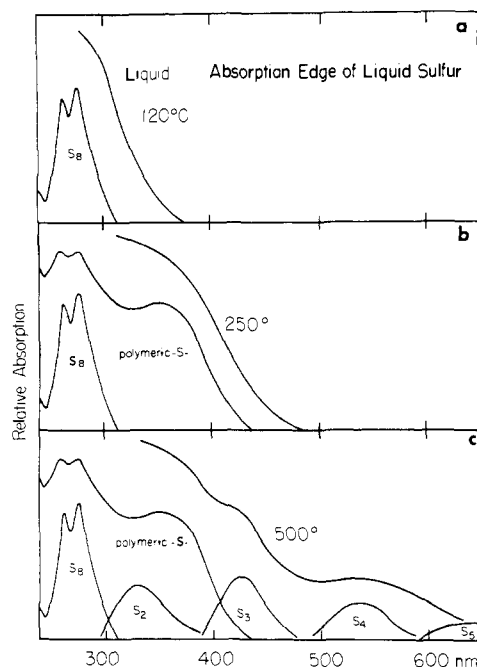 a
Liquid Absorption Edge of Liquid Sulfur
120°C
S8
b
250°
S8
polymeric-S-
Relative Absorption
c
500°
polymeric-S-
S8
S2
S3
S4
S5
300 400 500 600 nm